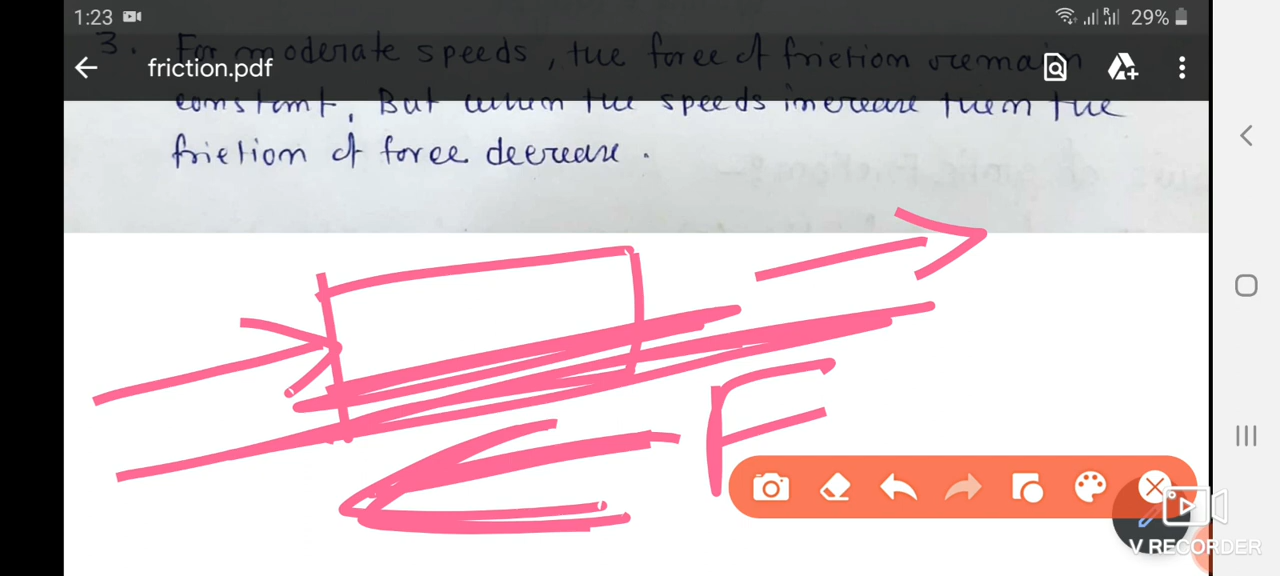 1:23 29%
3. For moderate speeds, the force of friction remain
friction.pdf
constant. But when the speeds increase them the
friction of force decrease.
F
V RECORDER